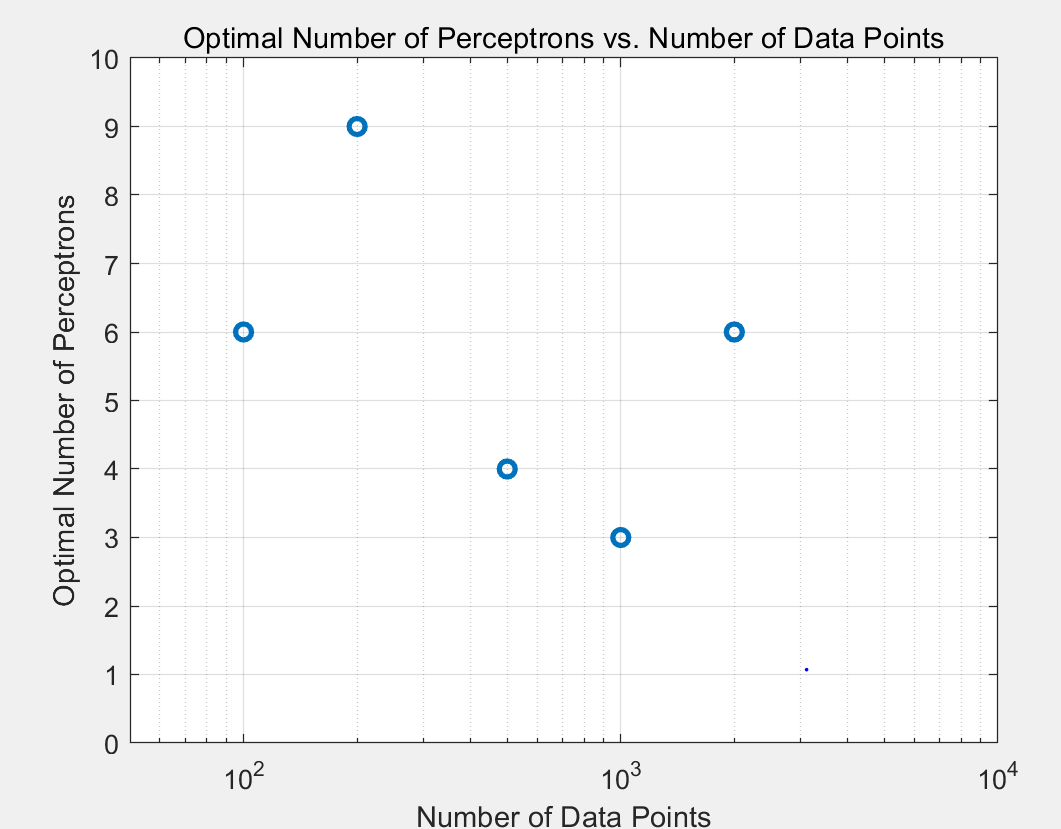 Optimal Number of Perceptrons vs. Number of Data Points
10
9
8
7
6
5
4
3
2
1
0
Optimal Number of Perceptrons
10² 10³ 10⁴
Number of Data Points